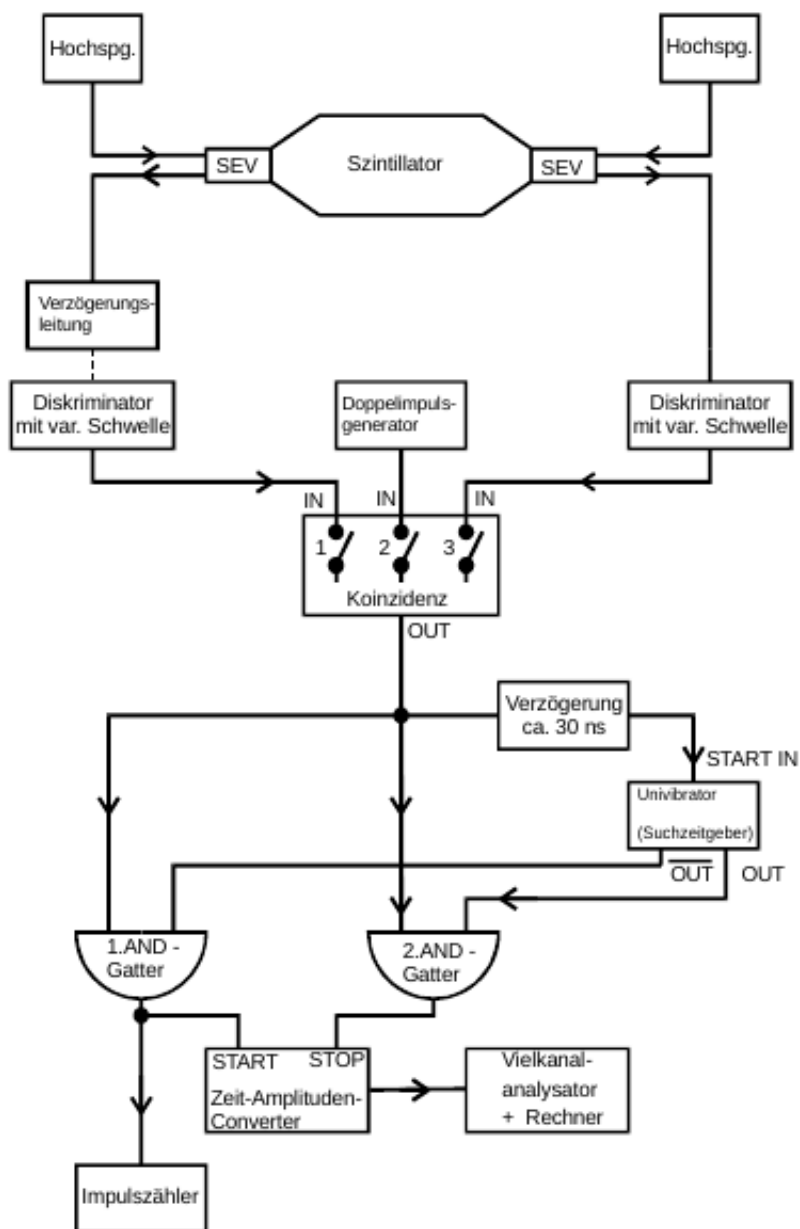 Hochspg.
Hochspg.
SEV
Szintillator
SEV
Verzögerungs-
leitung
Diskriminator
mit var. Schwelle
Doppelimpuls-
generator
Diskriminator
mit var. Schwelle
IN
IN
IN
1
2
3
Koinzidenz
OUT
Verzögerung
ca. 30 ns
START IN
Univibrator
(Suchzeitgeber)
OUT
OUT
1.AND -
Gatter
2.AND -
Gatter
START
STOP
Zeit-Amplituden-
Converter
Vielkanal-
analysator
+ Rechner
Impulszähler